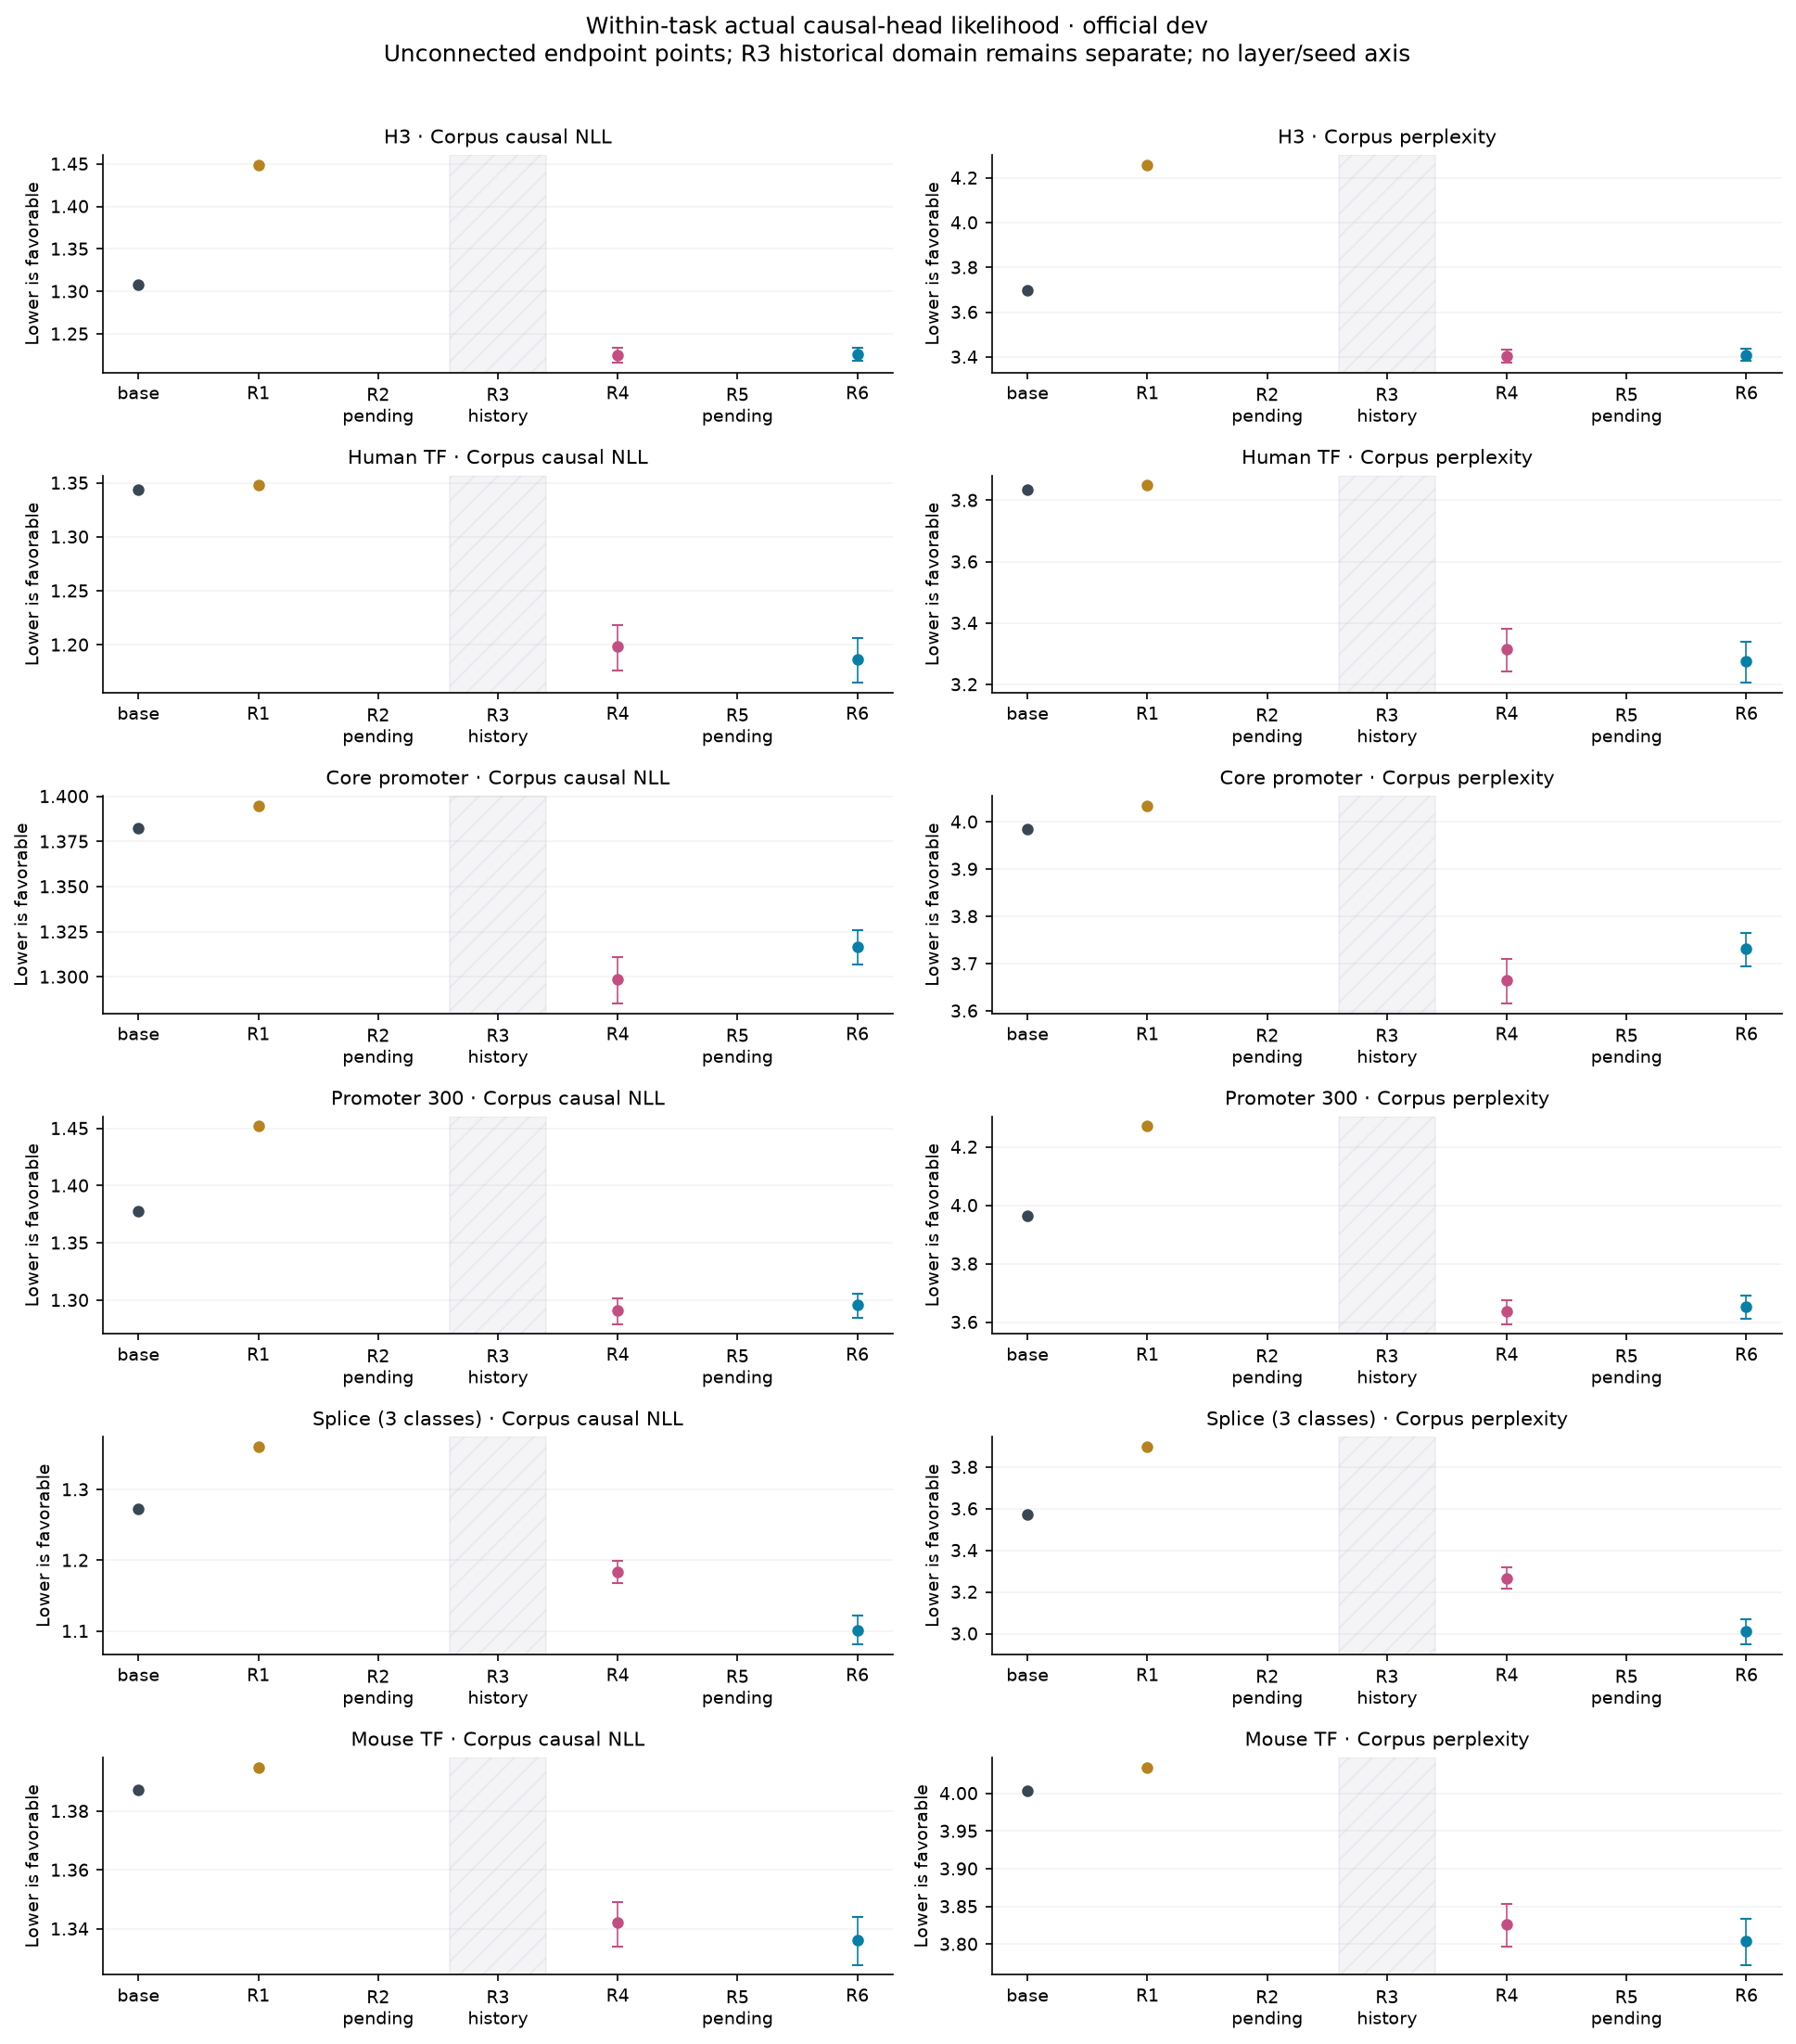 Within-task actual causal-head likelihood · official dev
Unconnected endpoint points; R3 historical domain remains separate; no layer/seed axis
H3 · Corpus causal NLL
Lower is favorable
1.45
1.40
1.35
1.30
1.25
base R1 R2 pending R3 history R4 R5 pending R6
H3 · Corpus perplexity
Lower is favorable
4.2
4.0
3.8
3.6
3.4
base R1 R2 pending R3 history R4 R5 pending R6
Human TF · Corpus causal NLL
Lower is favorable
1.35
1.30
1.25
1.20
base R1 R2 pending R3 history R4 R5 pending R6
Human TF · Corpus perplexity
Lower is favorable
3.8
3.6
3.4
3.2
base R1 R2 pending R3 history R4 R5 pending R6
Core promoter · Corpus causal NLL
Lower is favorable
1.400
1.375
1.350
1.325
1.300
base R1 R2 pending R3 history R4 R5 pending R6
Core promoter · Corpus perplexity
Lower is favorable
4.0
3.9
3.8
3.7
3.6
base R1 R2 pending R3 history R4 R5 pending R6
Promoter 300 · Corpus causal NLL
Lower is favorable
1.45
1.40
1.35
1.30
base R1 R2 pending R3 history R4 R5 pending R6
Promoter 300 · Corpus perplexity
Lower is favorable
4.2
4.0
3.8
3.6
base R1 R2 pending R3 history R4 R5 pending R6
Splice (3 classes) · Corpus causal NLL
Lower is favorable
1.3
1.2
1.1
base R1 R2 pending R3 history R4 R5 pending R6
Splice (3 classes) · Corpus perplexity
Lower is favorable
3.8
3.6
3.4
3.2
3.0
base R1 R2 pending R3 history R4 R5 pending R6
Mouse TF · Corpus causal NLL
Lower is favorable
1.38
1.36
1.34
base R1 R2 pending R3 history R4 R5 pending R6
Mouse TF · Corpus perplexity
Lower is favorable
4.00
3.95
3.90
3.85
3.80
base R1 R2 pending R3 history R4 R5 pending R6